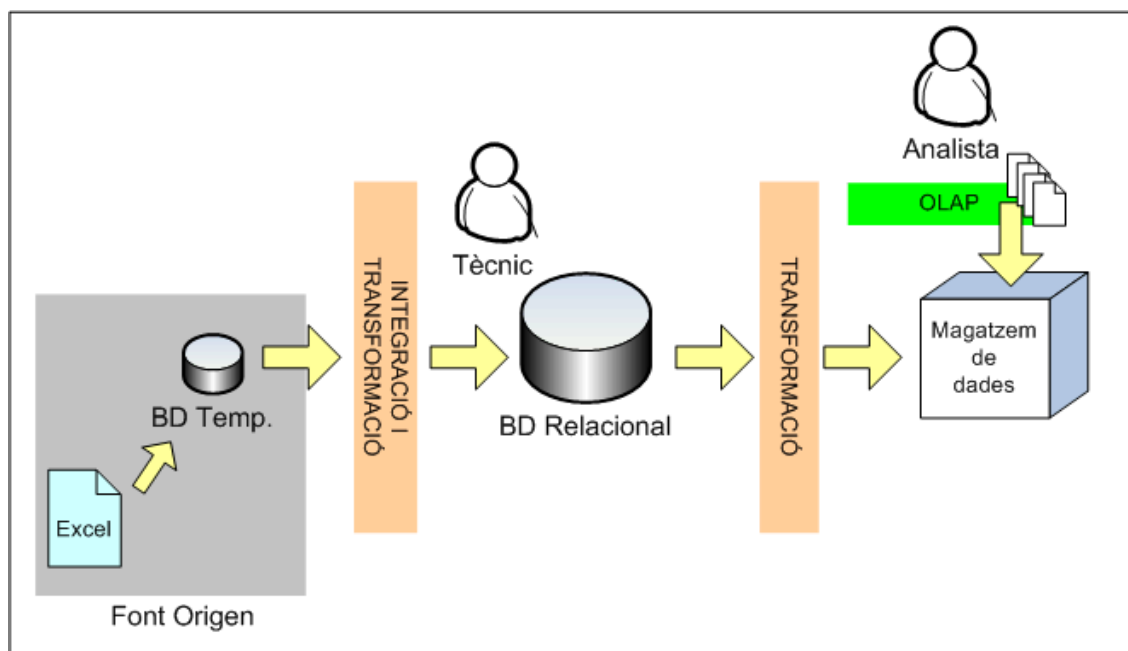 Analista
OLAP
Tècnic
INTEGRACIÓ I
TRANSFORMACIÓ
TRANSFORMACIÓ
Magatzem
de
dades
BD Temp.
BD Relacional
Excel
Font Origen